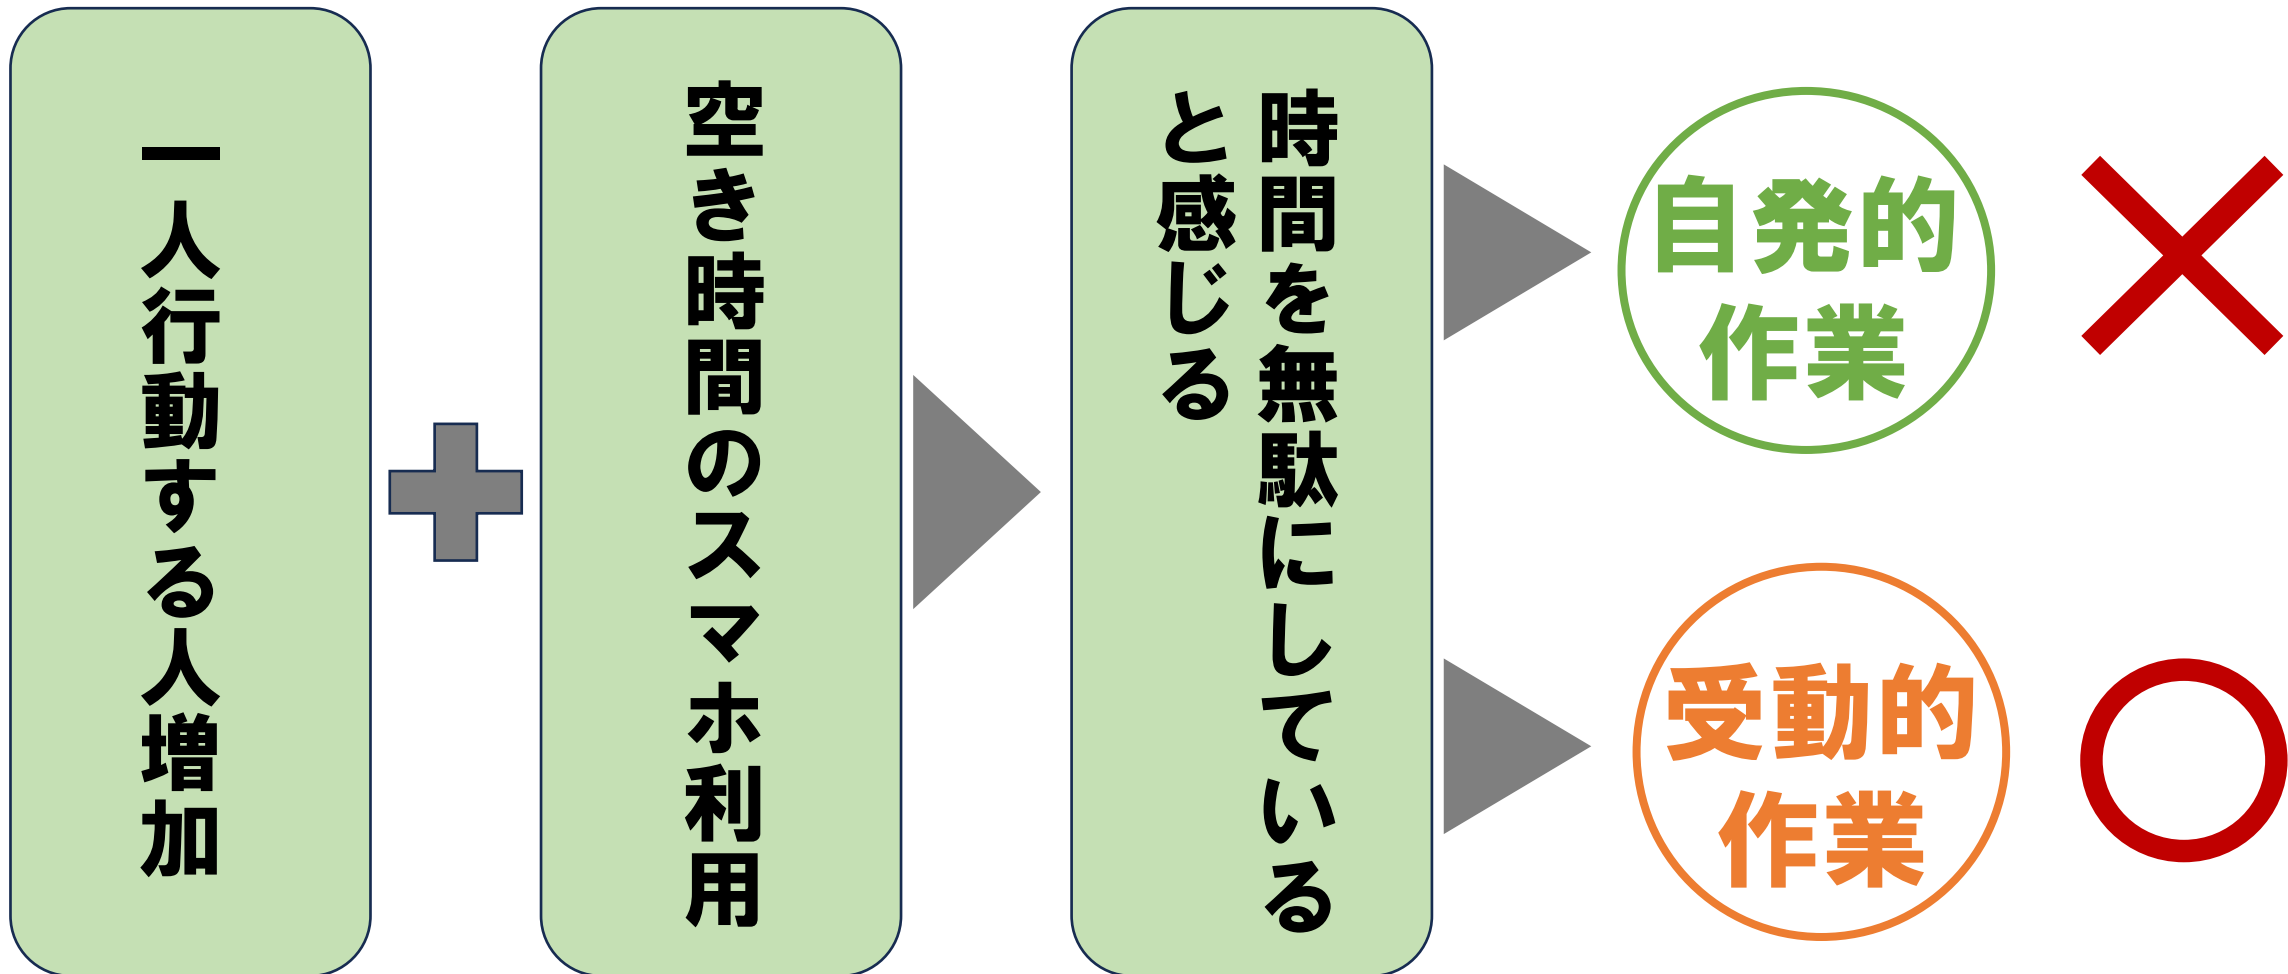 一人行動する人増加
空き時間のスマホ利用
時間を無駄にしている
と感じる
自発的
作業
受動的
作業